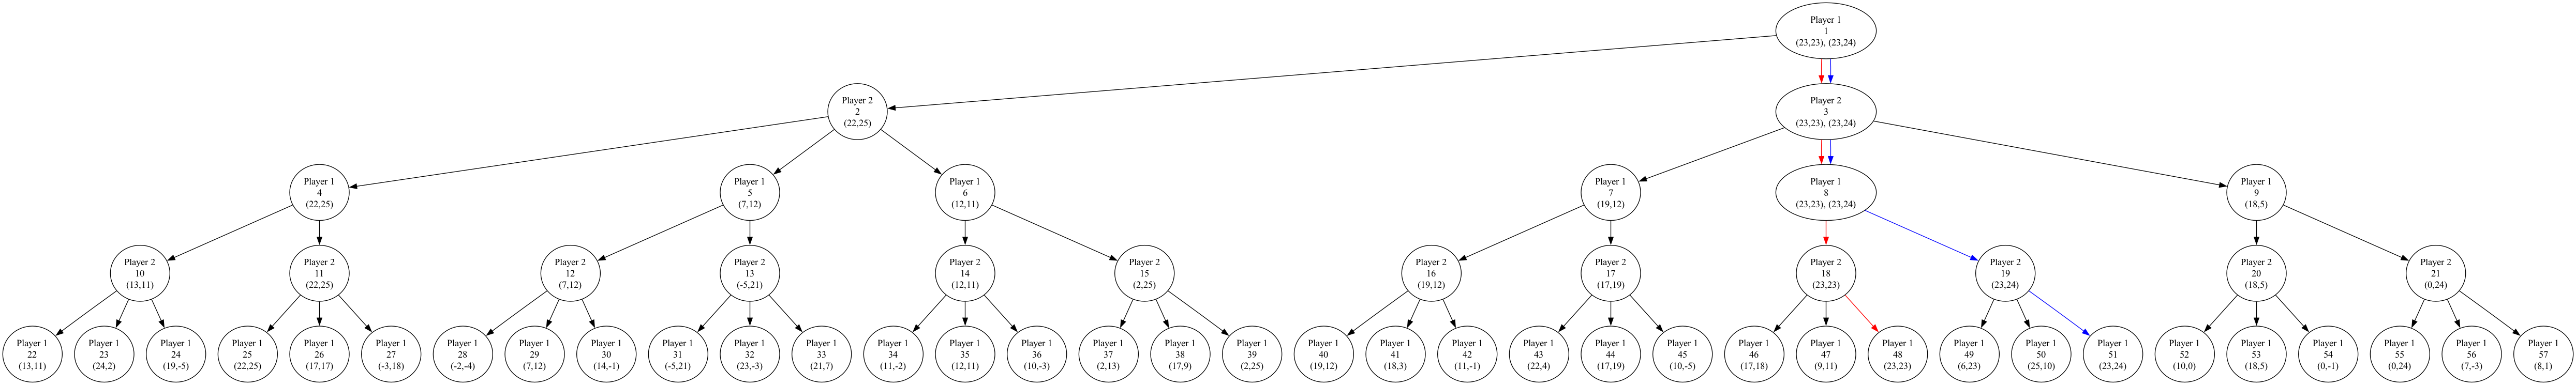 Player 1
1
(23,23), (23,24)
Player 2
2
(22,25)
Player 2
3
(23,23), (23,24)
Player 1
4
(22,25)
Player 1
5
(7,12)
Player 1
6
(12,11)
Player 1
7
(19,12)
Player 1
8
(23,23), (23,24)
Player 1
9
(18,5)
Player 2
10
(13,11)
Player 2
11
(22,25)
Player 2
12
(7,12)
Player 2
13
(-5,21)
Player 2
14
(12,11)
Player 2
15
(2,25)
Player 2
16
(19,12)
Player 2
17
(17,19)
Player 2
18
(23,23)
Player 2
19
(23,24)
Player 2
20
(18,5)
Player 2
21
(0,24)
Player 1
22
(13,11)
Player 1
23
(24,2)
Player 1
24
(19,-5)
Player 1
25
(22,25)
Player 1
26
(17,17)
Player 1
27
(-3,18)
Player 1
28
(-2,-4)
Player 1
29
(7,12)
Player 1
30
(14,-1)
Player 1
31
(-5,21)
Player 1
32
(23,-3)
Player 1
33
(21,7)
Player 1
34
(11,-2)
Player 1
35
(12,11)
Player 1
36
(10,-3)
Player 1
37
(2,13)
Player 1
38
(17,9)
Player 1
39
(2,25)
Player 1
40
(19,12)
Player 1
41
(18,3)
Player 1
42
(11,-1)
Player 1
43
(22,4)
Player 1
44
(17,19)
Player 1
45
(10,-5)
Player 1
46
(17,18)
Player 1
47
(9,11)
Player 1
48
(23,23)
Player 1
49
(6,23)
Player 1
50
(25,10)
Player 1
51
(23,24)
Player 1
52
(10,0)
Player 1
53
(18,5)
Player 1
54
(0,-1)
Player 1
55
(0,24)
Player 1
56
(7,-3)
Player 1
57
(8,1)